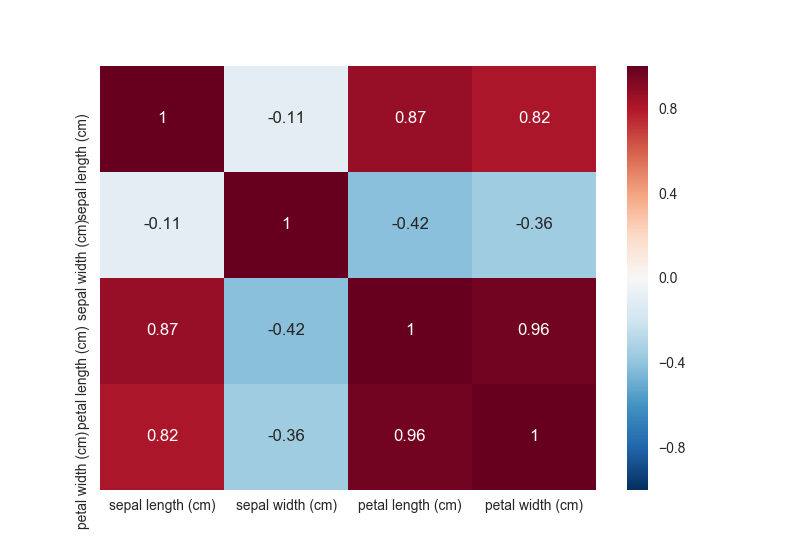 sepal length (cm)
1 -0.11 0.87 0.82
sepal width (cm)
-0.11 1 -0.42 -0.36
petal length (cm)
0.87 -0.42 1 0.96
petal width (cm)
0.82 -0.36 0.96 1
sepal length (cm) sepal width (cm) petal length (cm) petal width (cm)
0.8
0.4
0.0
−0.4
−0.8